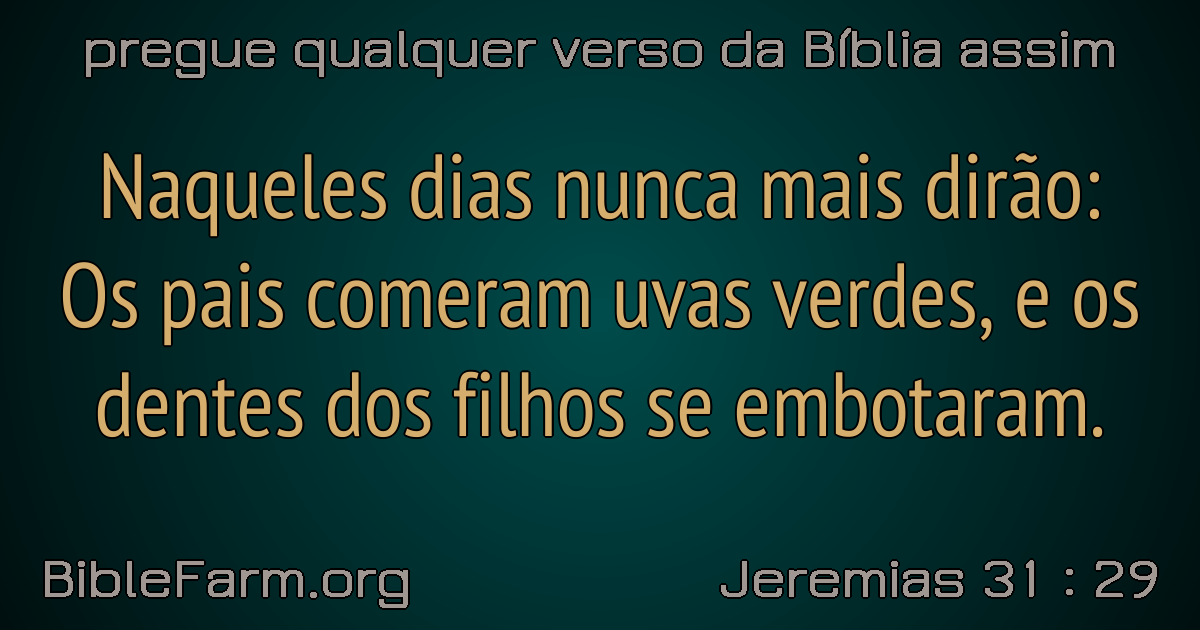 pregue qualquer verso da Bíblia assim
Naqueles dias nunca mais dirão:
Os pais comeram uvas verdes, e os
dentes dos filhos se embotaram.
BibleFarm.org
Jeremias 31 : 29